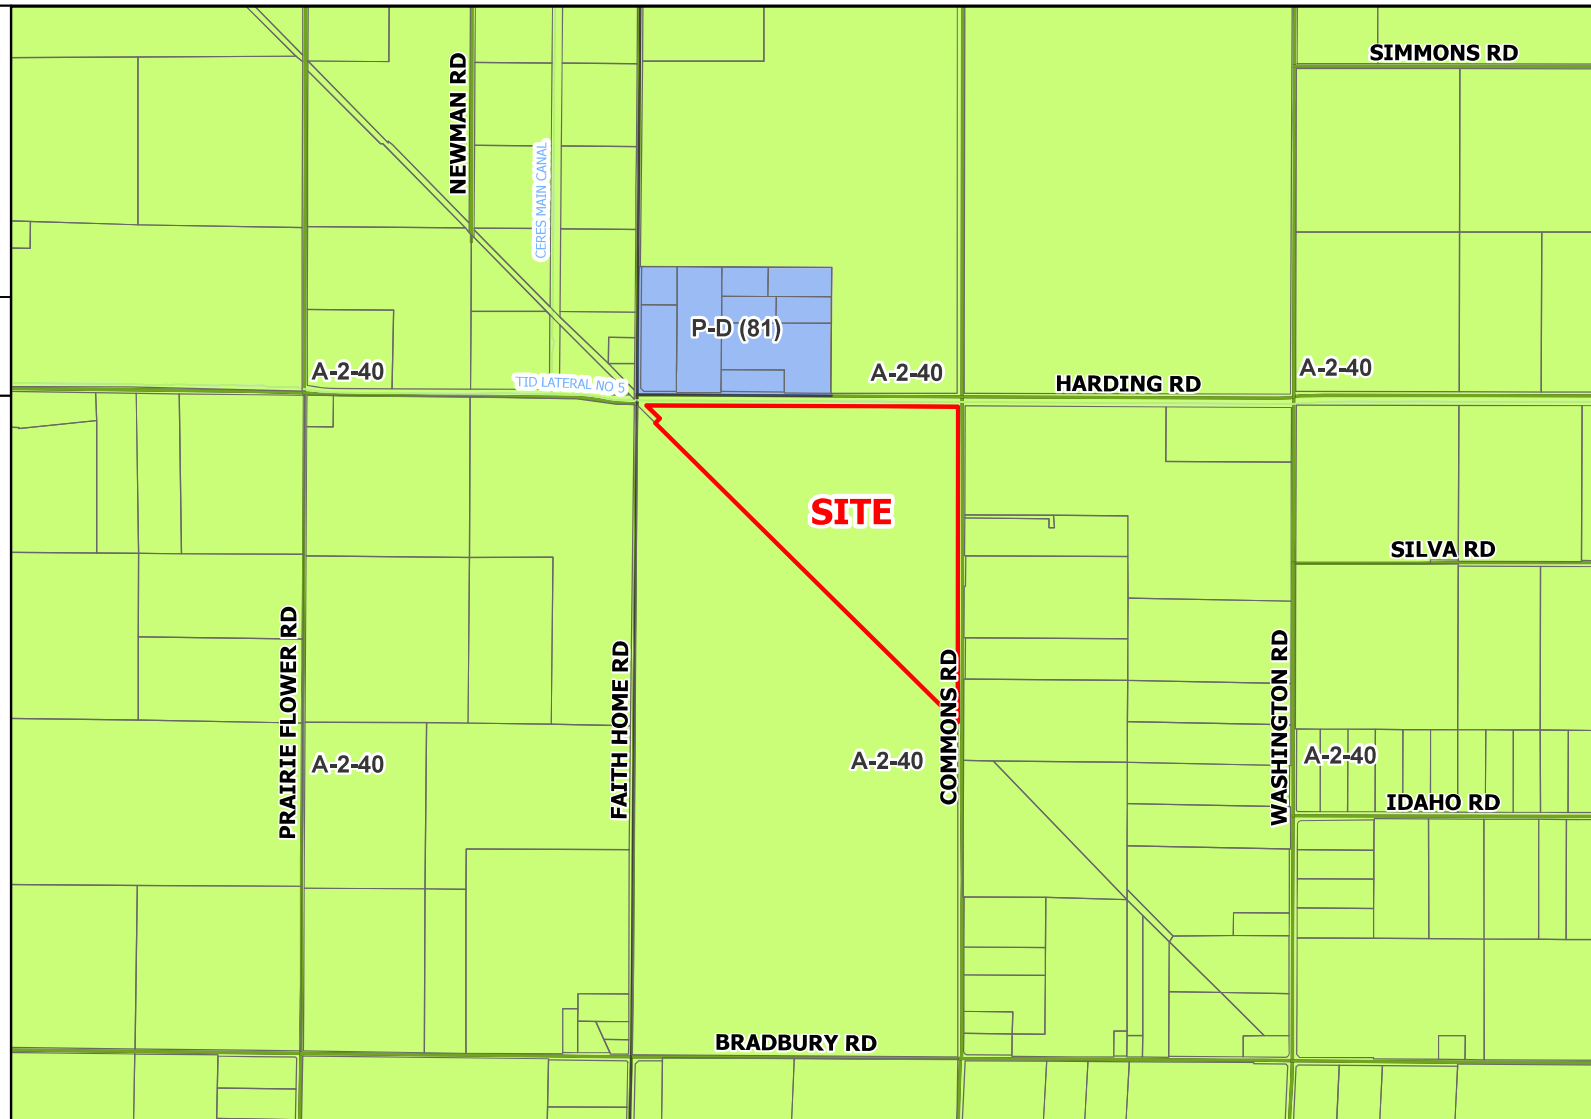 SIMMONS RD
NEWMAN RD
CERES MAIN CANAL
P-D (81)
A-2-40
A-2-40
A-2-40
TID LATERAL NO 5
HARDING RD
SITE
SILVA RD
PRAIRIE FLOWER RD
FAITH HOME RD
COMMONS RD
WASHINGTON RD
A-2-40
A-2-40
A-2-40
IDAHO RD
BRADBURY RD